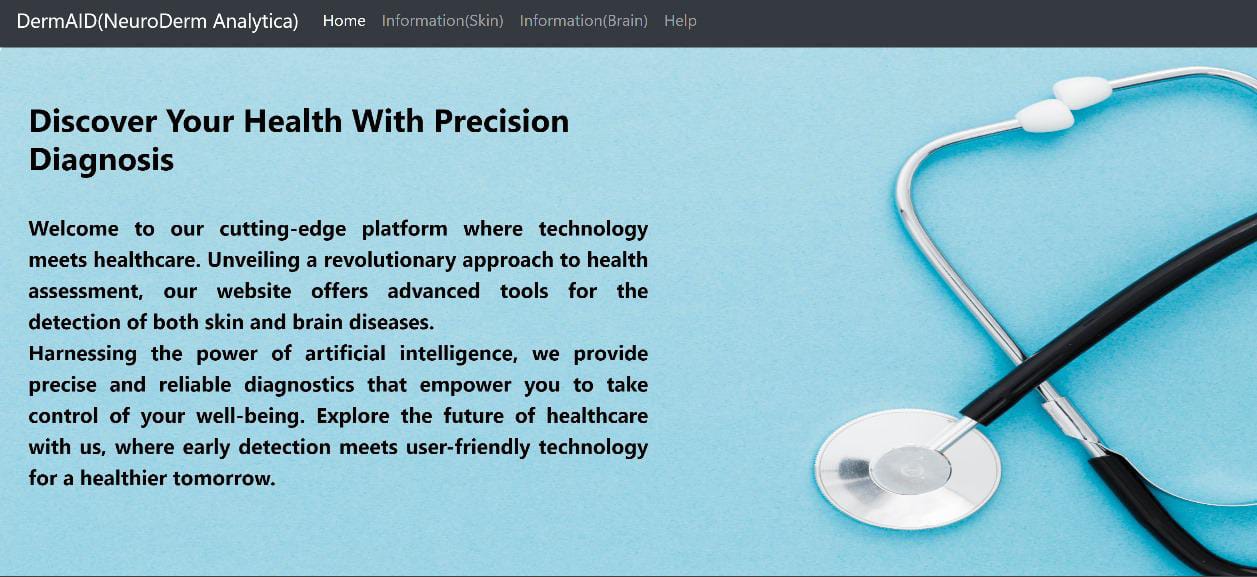 DermAID(NeuroDerm Analytica) Home Information(Skin) Information(Brain) Help
Discover Your Health With Precision
Diagnosis
Welcome to our cutting-edge platform where technology
meets healthcare. Unveiling a revolutionary approach to health
assessment, our website offers advanced tools for the
detection of both skin and brain diseases.
Harnessing the power of artificial intelligence, we provide
precise and reliable diagnostics that empower you to take
control of your well-being. Explore the future of healthcare
with us, where early detection meets user-friendly technology
for a healthier tomorrow.